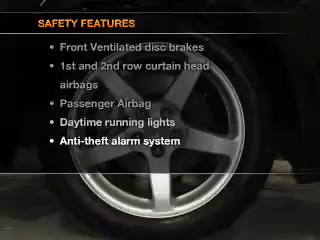 SAFETY FEATURES
• Front Ventilated disc brakes
• 1st and 2nd row curtain head
airbags
• Passenger Airbag
• Daytime running lights
• Anti-theft alarm system